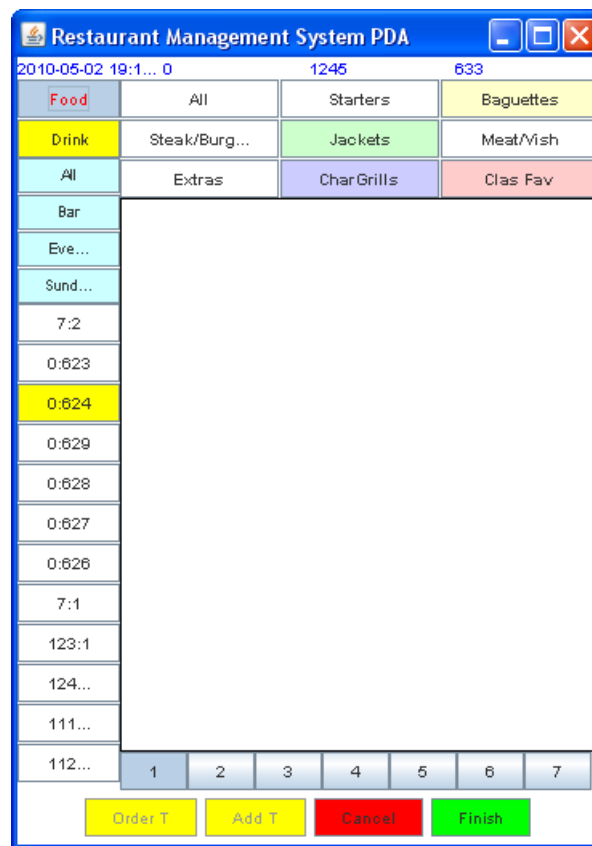 Restaurant Management System PDA
2010-05-02 19:1... 0 1245 633
Food All Starters Baguettes
Drink Steak/Burg... Jackets Meat/Vish
All Extras CharGrills Clas Fav
Bar
Eve...
Sund...
7:2
0:623
0:624
0:629
0:628
0:627
0:626
7:1
123:1
124...
111...
112...
1 2 3 4 5 6 7
Order T Add T Cancel Finish